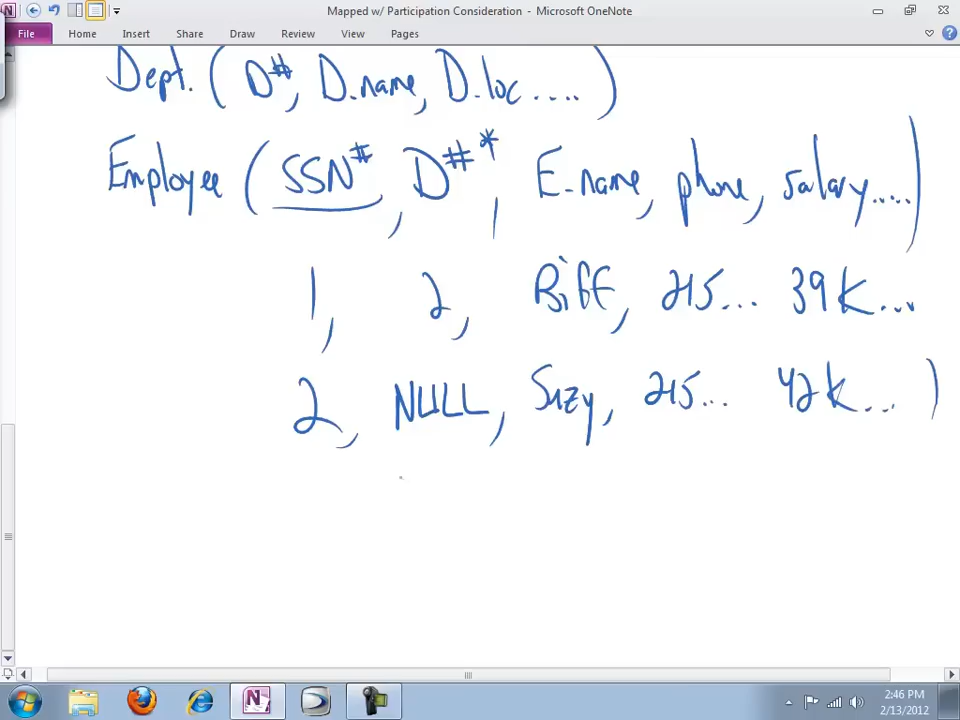 Mapped w/ Participation Consideration - Microsoft OneNote
File Home Insert Share Draw Review View Pages
Dept. ( D#, D.name, D.loc .... )
Employee ( SSN#, D#*, E-name, phone, salary..... )
1, 2, Biff, 215... 39K...
2, NULL, Suzy, 215... 42K... )
2:46 PM
2/13/2012